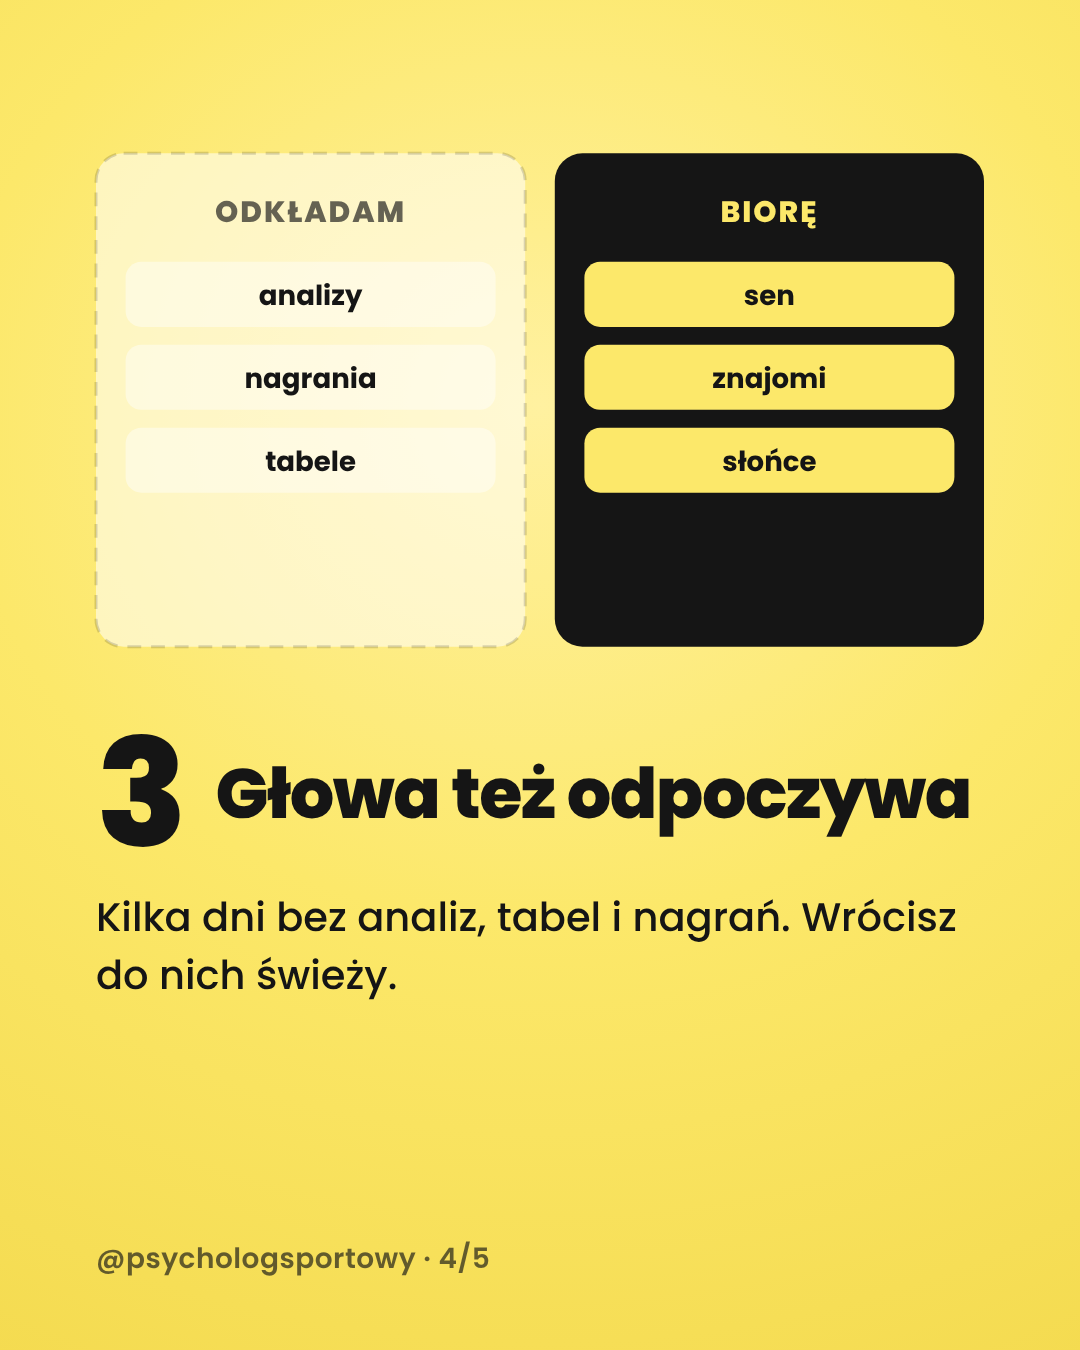 ODKŁADAM
analizy
nagrania
tabele
BIORĘ
sen
znajomi
słońce
3 Głowa też odpoczywa
Kilka dni bez analiz, tabel i nagrań. Wrócisz
do nich świeży.
@psychologsportowy · 4/5